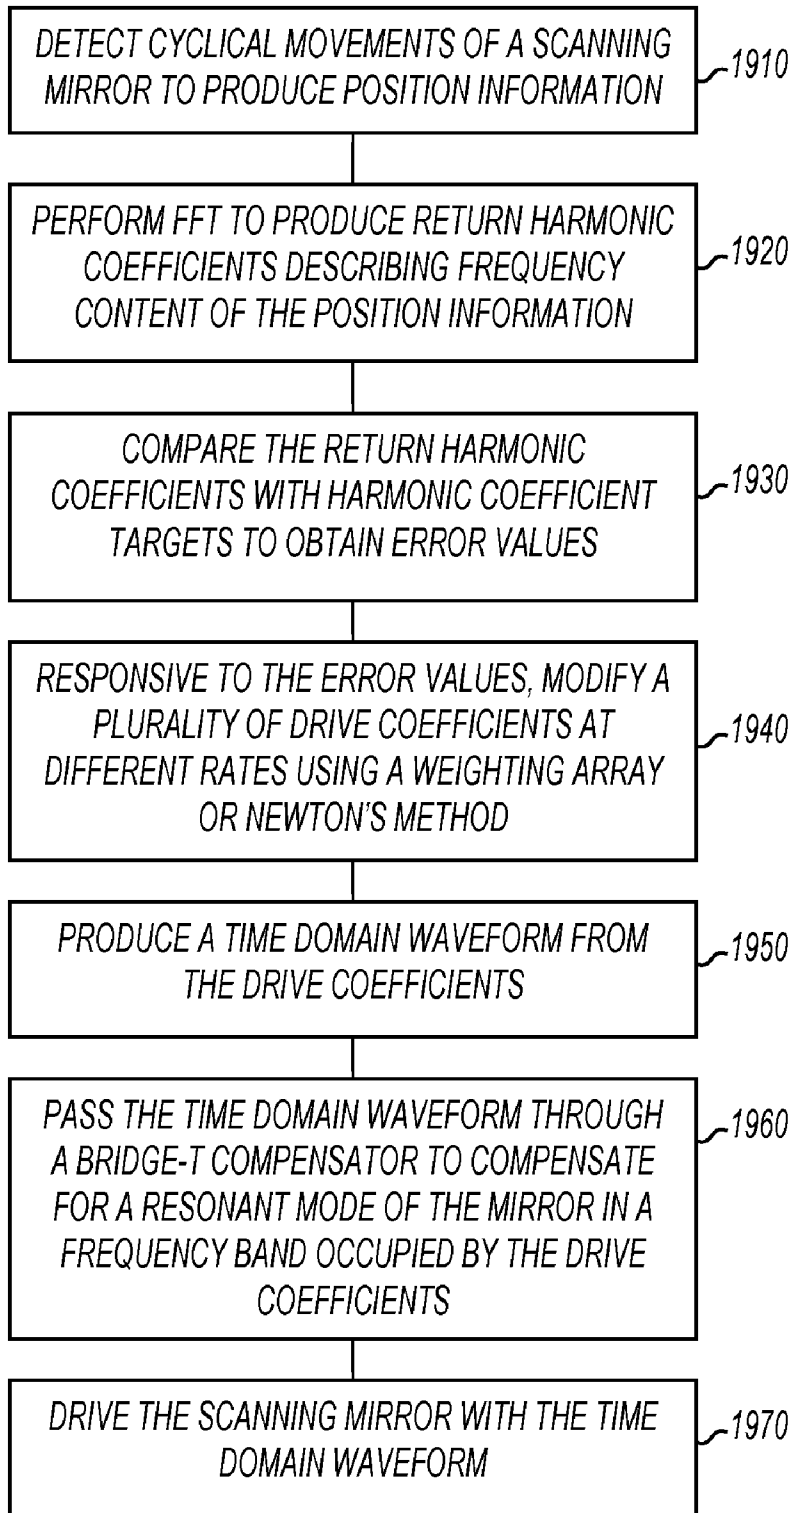 DETECT CYCLICAL MOVEMENTS OF A SCANNING
MIRROR TO PRODUCE POSITION INFORMATION
1910
PERFORM FFT TO PRODUCE RETURN HARMONIC
COEFFICIENTS DESCRIBING FREQUENCY
CONTENT OF THE POSITION INFORMATION
1920
COMPARE THE RETURN HARMONIC
COEFFICIENTS WITH HARMONIC COEFFICIENT
TARGETS TO OBTAIN ERROR VALUES
1930
RESPONSIVE TO THE ERROR VALUES, MODIFY A
PLURALITY OF DRIVE COEFFICIENTS AT
DIFFERENT RATES USING A WEIGHTING ARRAY
OR NEWTON'S METHOD
1940
PRODUCE A TIME DOMAIN WAVEFORM FROM
THE DRIVE COEFFICIENTS
1950
PASS THE TIME DOMAIN WAVEFORM THROUGH
A BRIDGE-T COMPENSATOR TO COMPENSATE
FOR A RESONANT MODE OF THE MIRROR IN A
FREQUENCY BAND OCCUPIED BY THE DRIVE
COEFFICIENTS
1960
DRIVE THE SCANNING MIRROR WITH THE TIME
DOMAIN WAVEFORM
1970